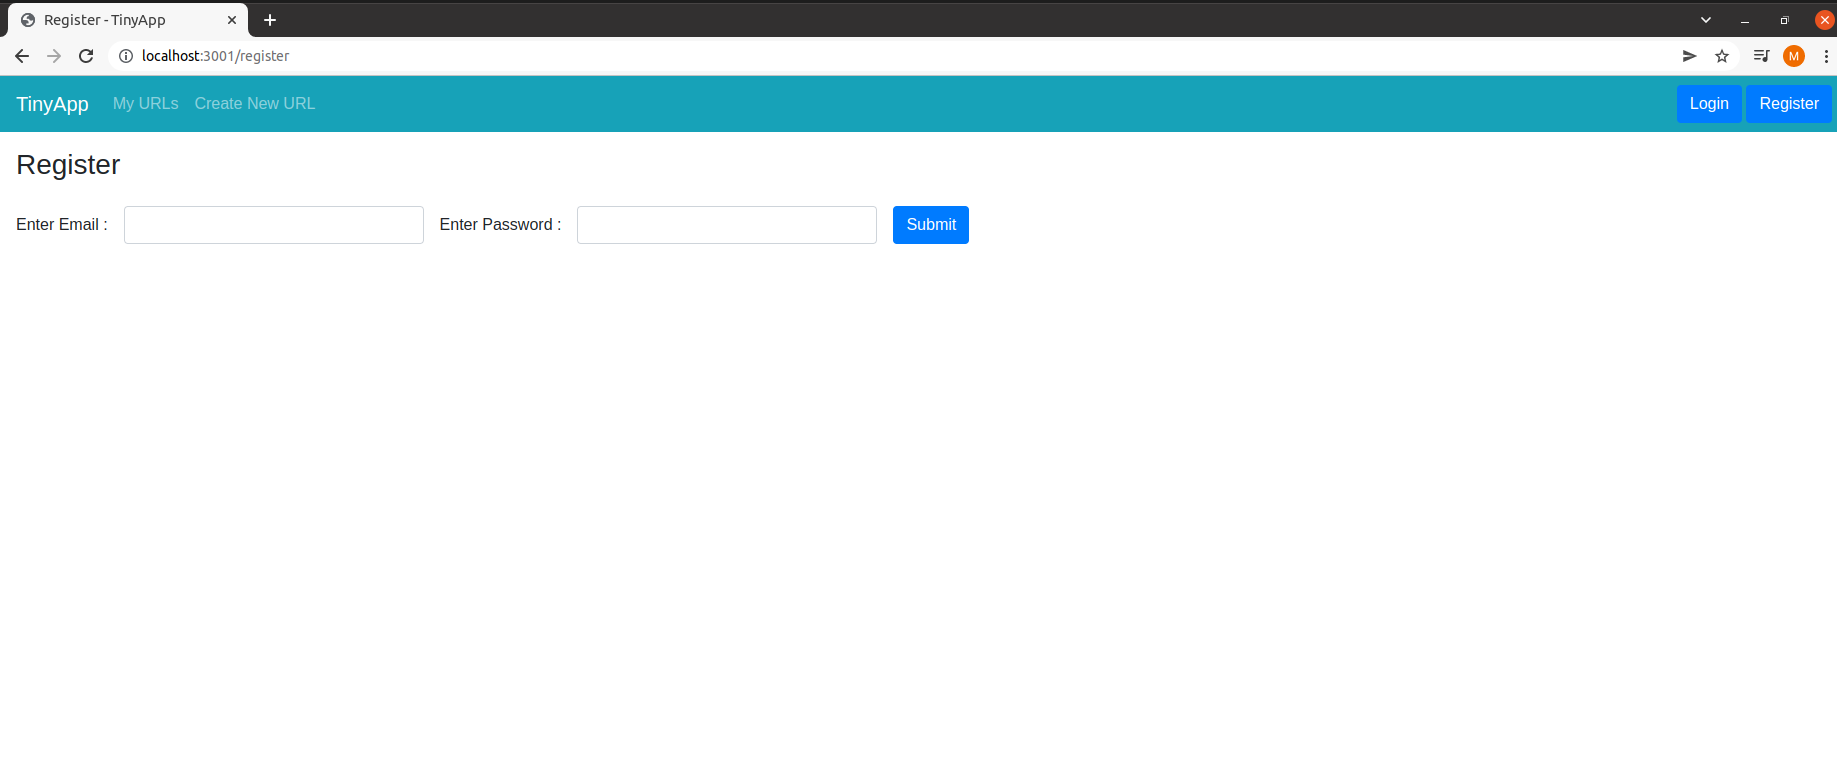 Register - TinyApp
localhost:3001/register
M
TinyApp My URLs Create New URL Login Register
Register
Enter Email : Enter Password : Submit